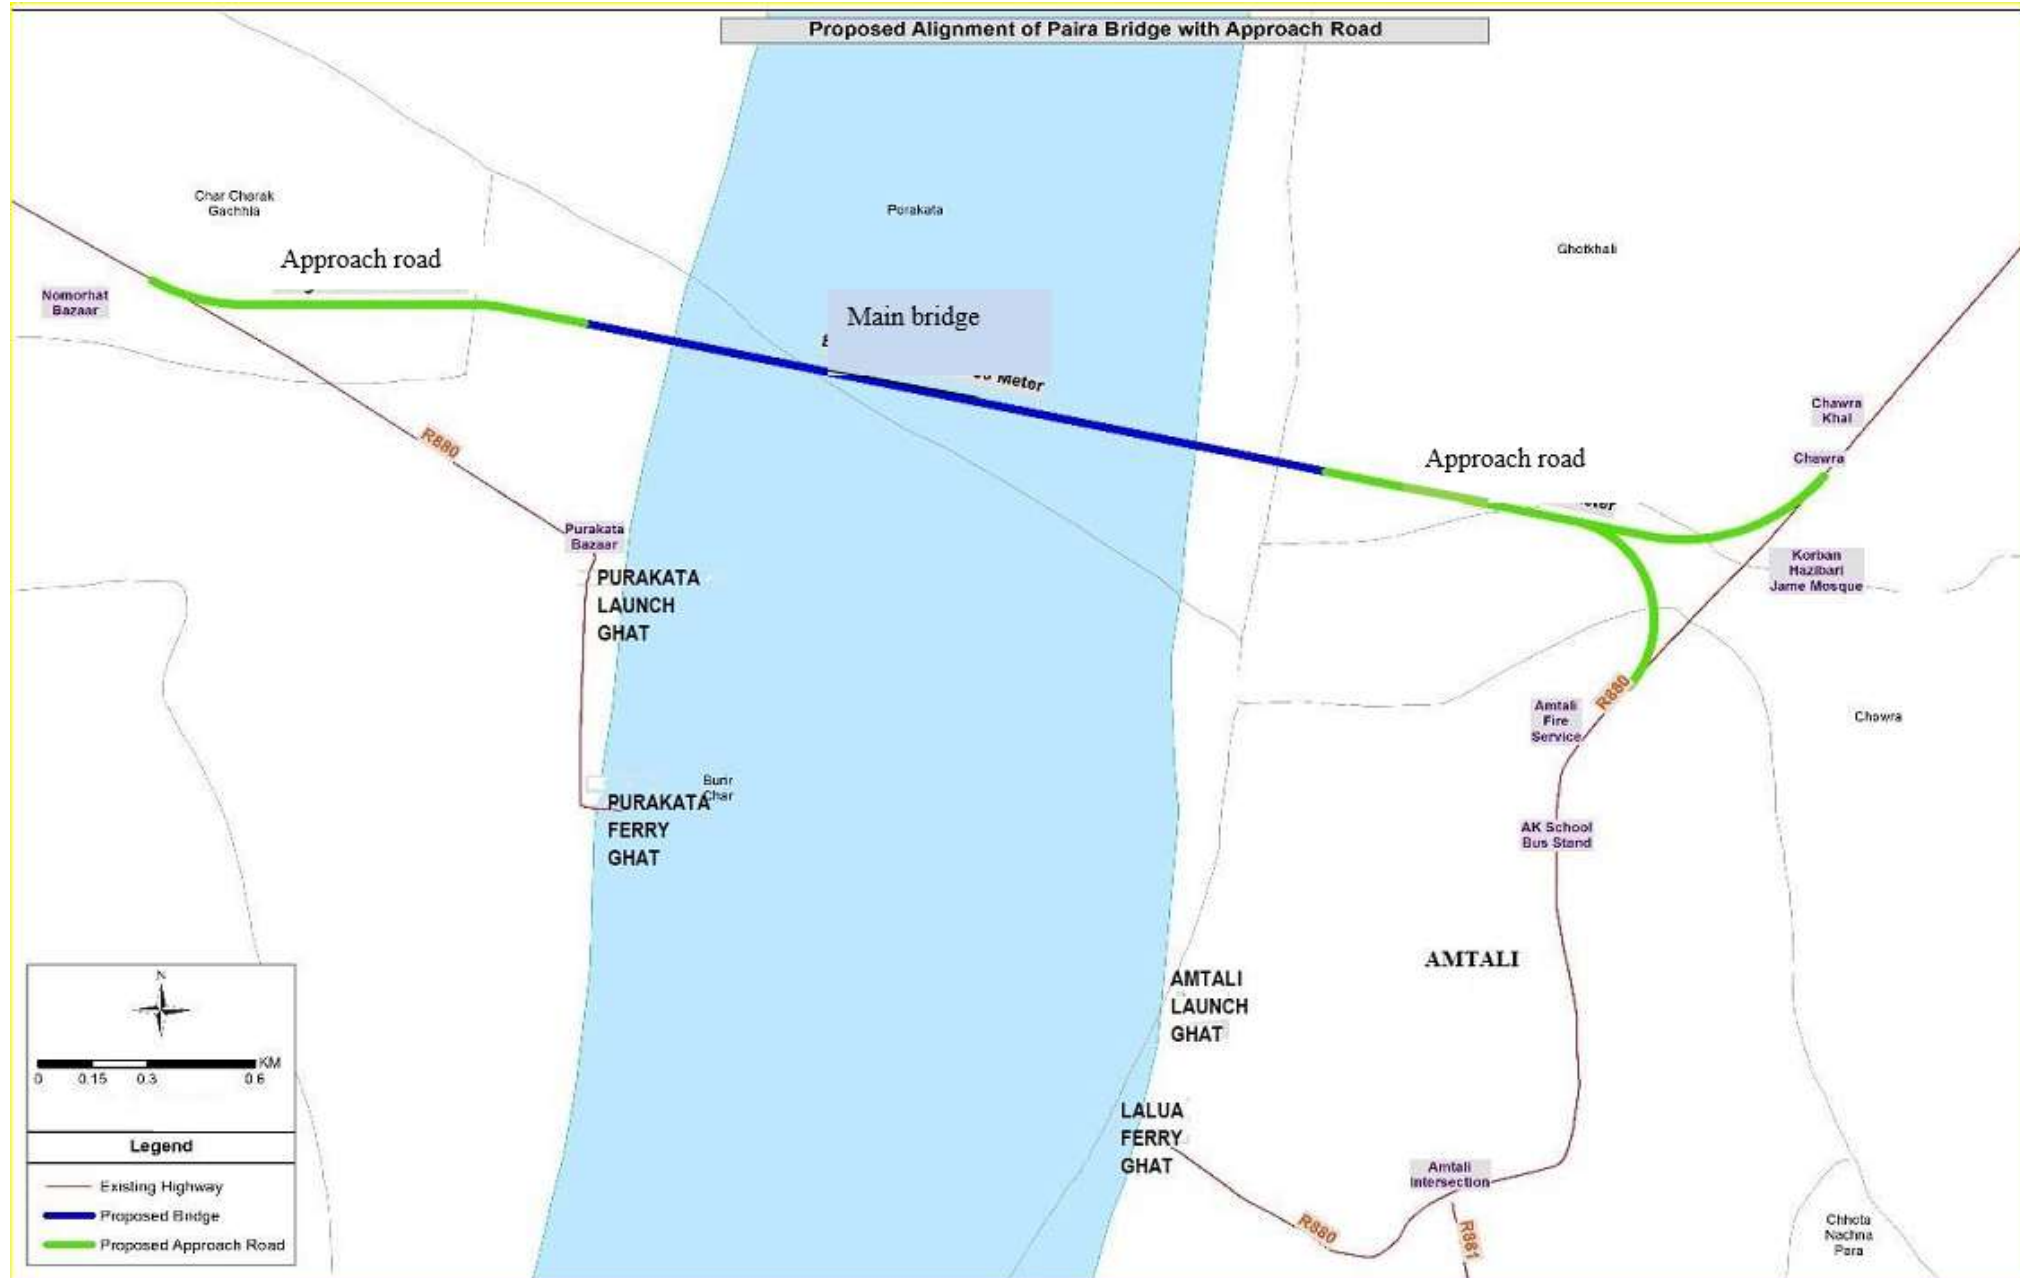 Proposed Alignment of Paira Bridge with Approach Road
Char Charak
Gachhia
Porakata
Ghotkhali
Approach road
Nomorhat
Bazaar
Main bridge
Meter
Chawra
Khal
Chawra
Approach road
R880
Purakata
Bazaar
PURAKATA
LAUNCH
GHAT
Korban
Hazibari
Jame Mosque
R880
Amtali
Fire
Service
Chowra
Burir
Char
PURAKATA
FERRY
GHAT
AK School
Bus Stand
AMTALI
AMTALI
LAUNCH
GHAT
LALUA
FERRY
GHAT
Amtali
Intersection
R880
R881
Chhota
Nachna
Para
N
KM
0 0.15 0.3 0.6
Legend
Existing Highway
Proposed Bridge
Proposed Approach Road